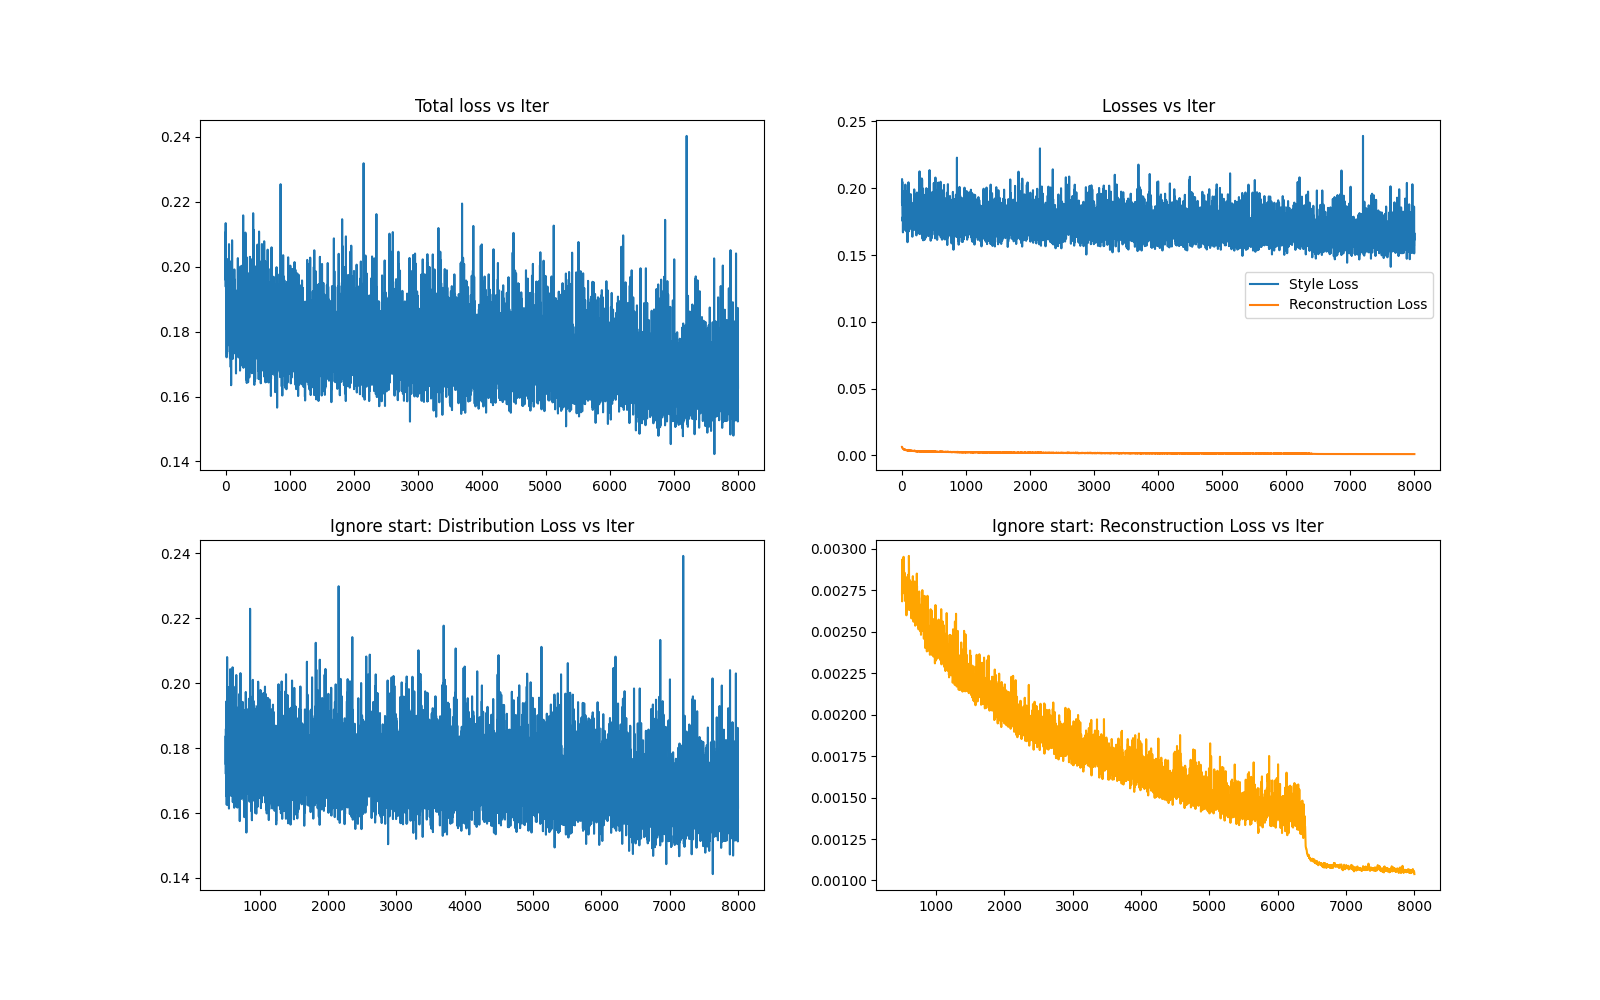 Total loss vs Iter
0.24
0.22
0.20
0.18
0.16
0.14
0 1000 2000 3000 4000 5000 6000 7000 8000
Losses vs Iter
0.25
0.20
0.15
0.10
0.05
0.00
Style Loss
Reconstruction Loss
0 1000 2000 3000 4000 5000 6000 7000 8000
Ignore start: Distribution Loss vs Iter
0.24
0.22
0.20
0.18
0.16
0.14
1000 2000 3000 4000 5000 6000 7000 8000
Ignore start: Reconstruction Loss vs Iter
0.00300
0.00275
0.00250
0.00225
0.00200
0.00175
0.00150
0.00125
0.00100
1000 2000 3000 4000 5000 6000 7000 8000